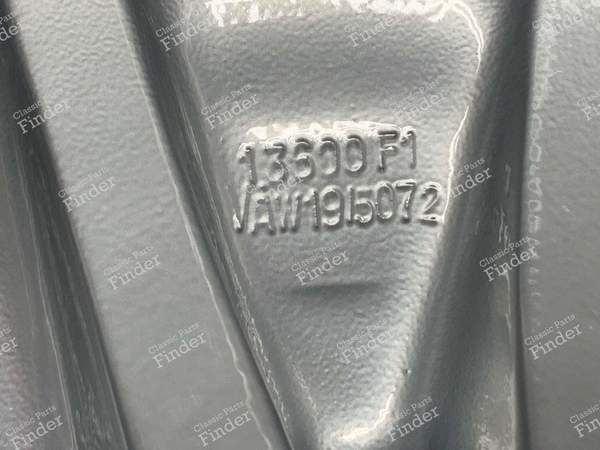 13600 F1
VAW1915072
Classic Parts
Finder